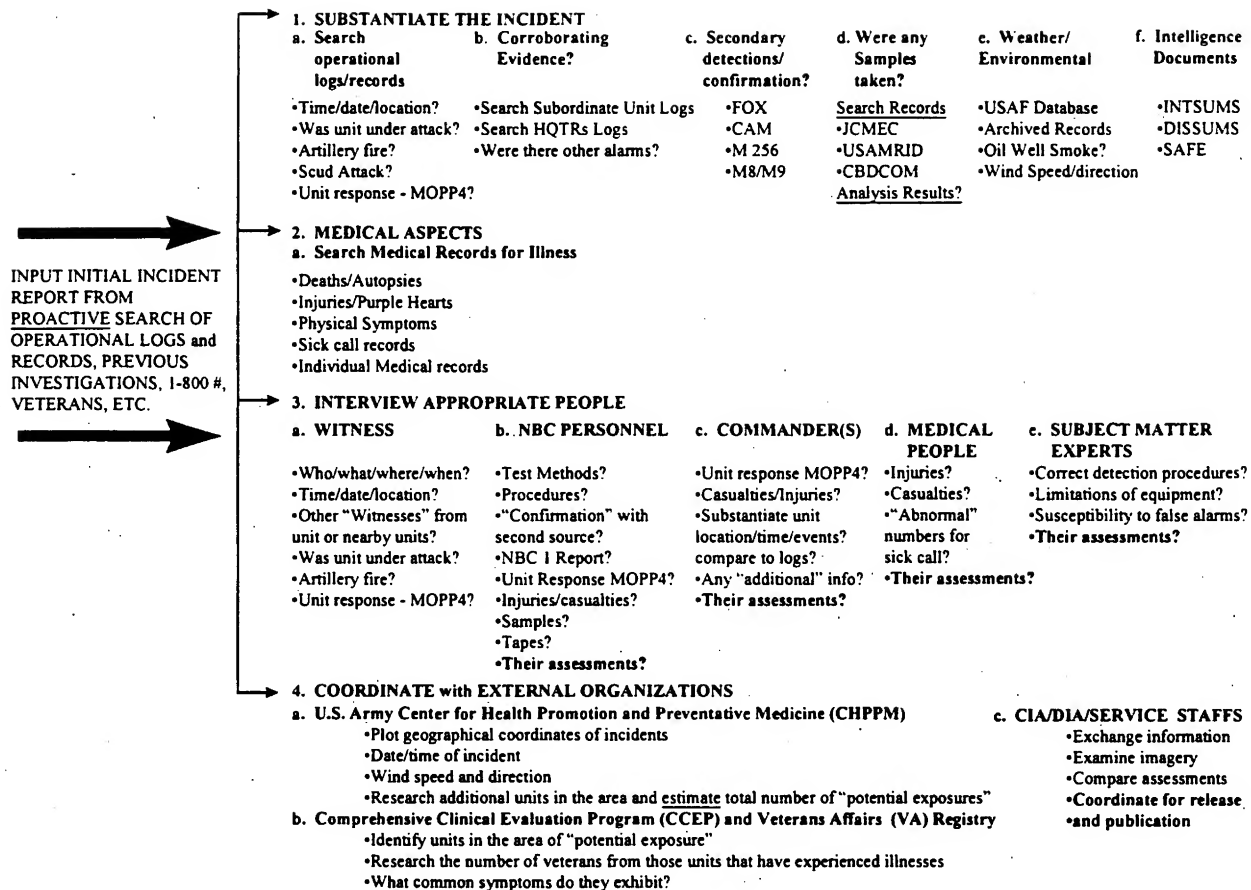 INPUT INITIAL INCIDENT
REPORT FROM
PROACTIVE SEARCH OF
OPERATIONAL LOGS and
RECORDS, PREVIOUS
INVESTIGATIONS, 1-800 #,
VETERANS, ETC.
1. SUBSTANTIATE THE INCIDENT
a. Search
operational
logs/records
•Time/date/location?
•Was unit under attack?
•Artillery fire?
•Scud Attack?
•Unit response - MOPP4?
b. Corroborating
Evidence?
•Search Subordinate Unit Logs
•Search HQTRs Logs
•Were there other alarms?
c. Secondary
detections/
confirmation?
•FOX
•CAM
•M 256
•M8/M9
d. Were any
Samples
taken?
Search Records
•JCMEC
•USAMRID
•CBDCOM
Analysis Results?
e. Weather/
Environmental
•USAF Database
•Archived Records
•Oil Well Smoke?
•Wind Speed/direction
f. Intelligence
Documents
•INTSUMS
•DISSUMS
•SAFE
2. MEDICAL ASPECTS
a. Search Medical Records for Illness
•Deaths/Autopsies
•Injuries/Purple Hearts
•Physical Symptoms
•Sick call records
•Individual Medical records
3. INTERVIEW APPROPRIATE PEOPLE
a. WITNESS
•Who/what/where/when?
•Time/date/location?
•Other "Witnesses" from
unit or nearby units?
•Was unit under attack?
•Artillery fire?
•Unit response - MOPP4?
b. NBC PERSONNEL
•Test Methods?
•Procedures?
•"Confirmation" with
second source?
•NBC 1 Report?
•Unit Response MOPP4?
•Injuries/casualties?
•Samples?
•Tapes?
•Their assessments?
c. COMMANDER(S)
•Unit response MOPP4?
•Casualties/Injuries?
•Substantiate unit
location/time/events?
compare to logs?
•Any "additional" info?
•Their assessments?
d. MEDICAL
PEOPLE
•Injuries?
•Casualties?
•"Abnormal"
numbers for
sick call?
•Their assessments?
e. SUBJECT MATTER
EXPERTS
•Correct detection procedures?
•Limitations of equipment?
•Susceptibility to false alarms?
•Their assessments?
4. COORDINATE with EXTERNAL ORGANIZATIONS
a. U.S. Army Center for Health Promotion and Preventative Medicine (CHPPM)
•Plot geographical coordinates of incidents
•Date/time of incident
•Wind speed and direction
•Research additional units in the area and estimate total number of "potential exposures"
b. Comprehensive Clinical Evaluation Program (CCEP) and Veterans Affairs (VA) Registry
•Identify units in the area of "potential exposure"
•Research the number of veterans from those units that have experienced illnesses
•What common symptoms do they exhibit?
c. CIA/DIA/SERVICE STAFFS
•Exchange information
•Examine imagery
•Compare assessments
•Coordinate for release
•and publication